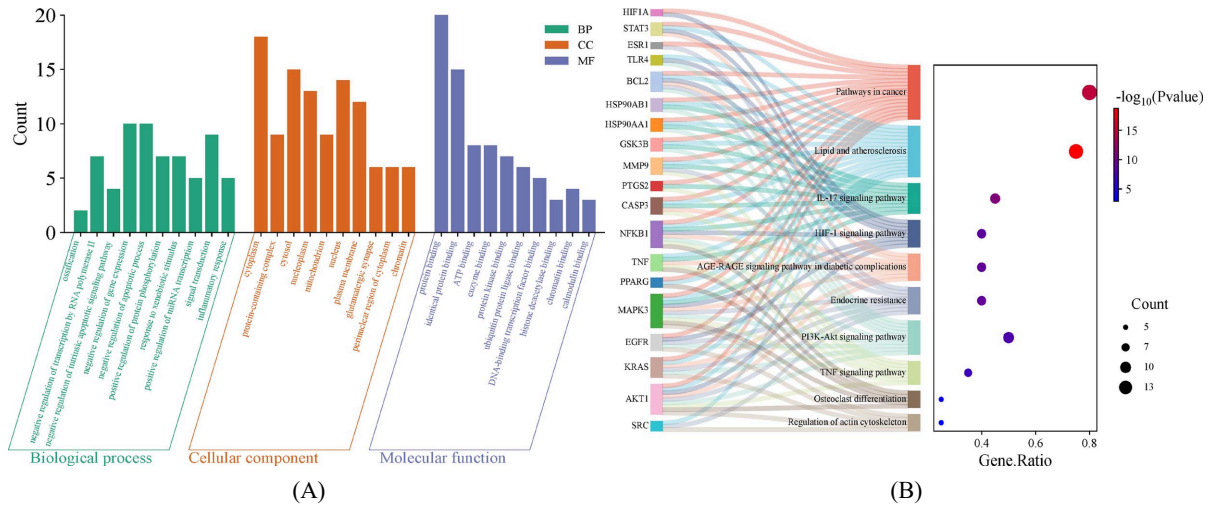 20
15
10
5
0
Count
BP
CC
MF
ossification
negative regulation of transcription by RNA polymerase II
negative regulation of intrinsic apoptotic signaling pathway
negative regulation of gene expression
negative regulation of apoptotic process
positive regulation of protein phosphorylation
response to xenobiotic stimulus
positive regulation of miRNA transcription
signal transduction
inflammatory response
cytoplasm
protein-containing complex
cytosol
nucleoplasm
mitochondrion
nucleus
plasma membrane
glutamatergic synapse
perinuclear region of cytoplasm
chromatin
protein binding
identical protein binding
ATP binding
enzyme binding
protein kinase binding
ubiquitin protein ligase binding
DNA-binding transcription factor binding
histone deacetylase binding
chromatin binding
calmodulin binding
Biological process
Cellular component
Molecular function
(A)
HIF1A
STAT3
ESR1
TLR4
BCL2
HSP90AB1
HSP90AA1
GSK3B
MMP9
PTGS2
CASP3
NFKB1
TNF
PPARG
MAPK3
EGFR
KRAS
AKT1
SRC
Pathways in cancer
Lipid and atherosclerosis
IL-17 signaling pathway
HIF-1 signaling pathway
AGE-RAGE signaling pathway in diabetic complications
Endocrine resistance
PI3K-Akt signaling pathway
TNF signaling pathway
Osteoclast differentiation
Regulation of actin cytoskeleton
0.4
0.6
0.8
Gene.Ratio
-log10(Pvalue)
15
10
5
Count
5
7
10
13
(B)